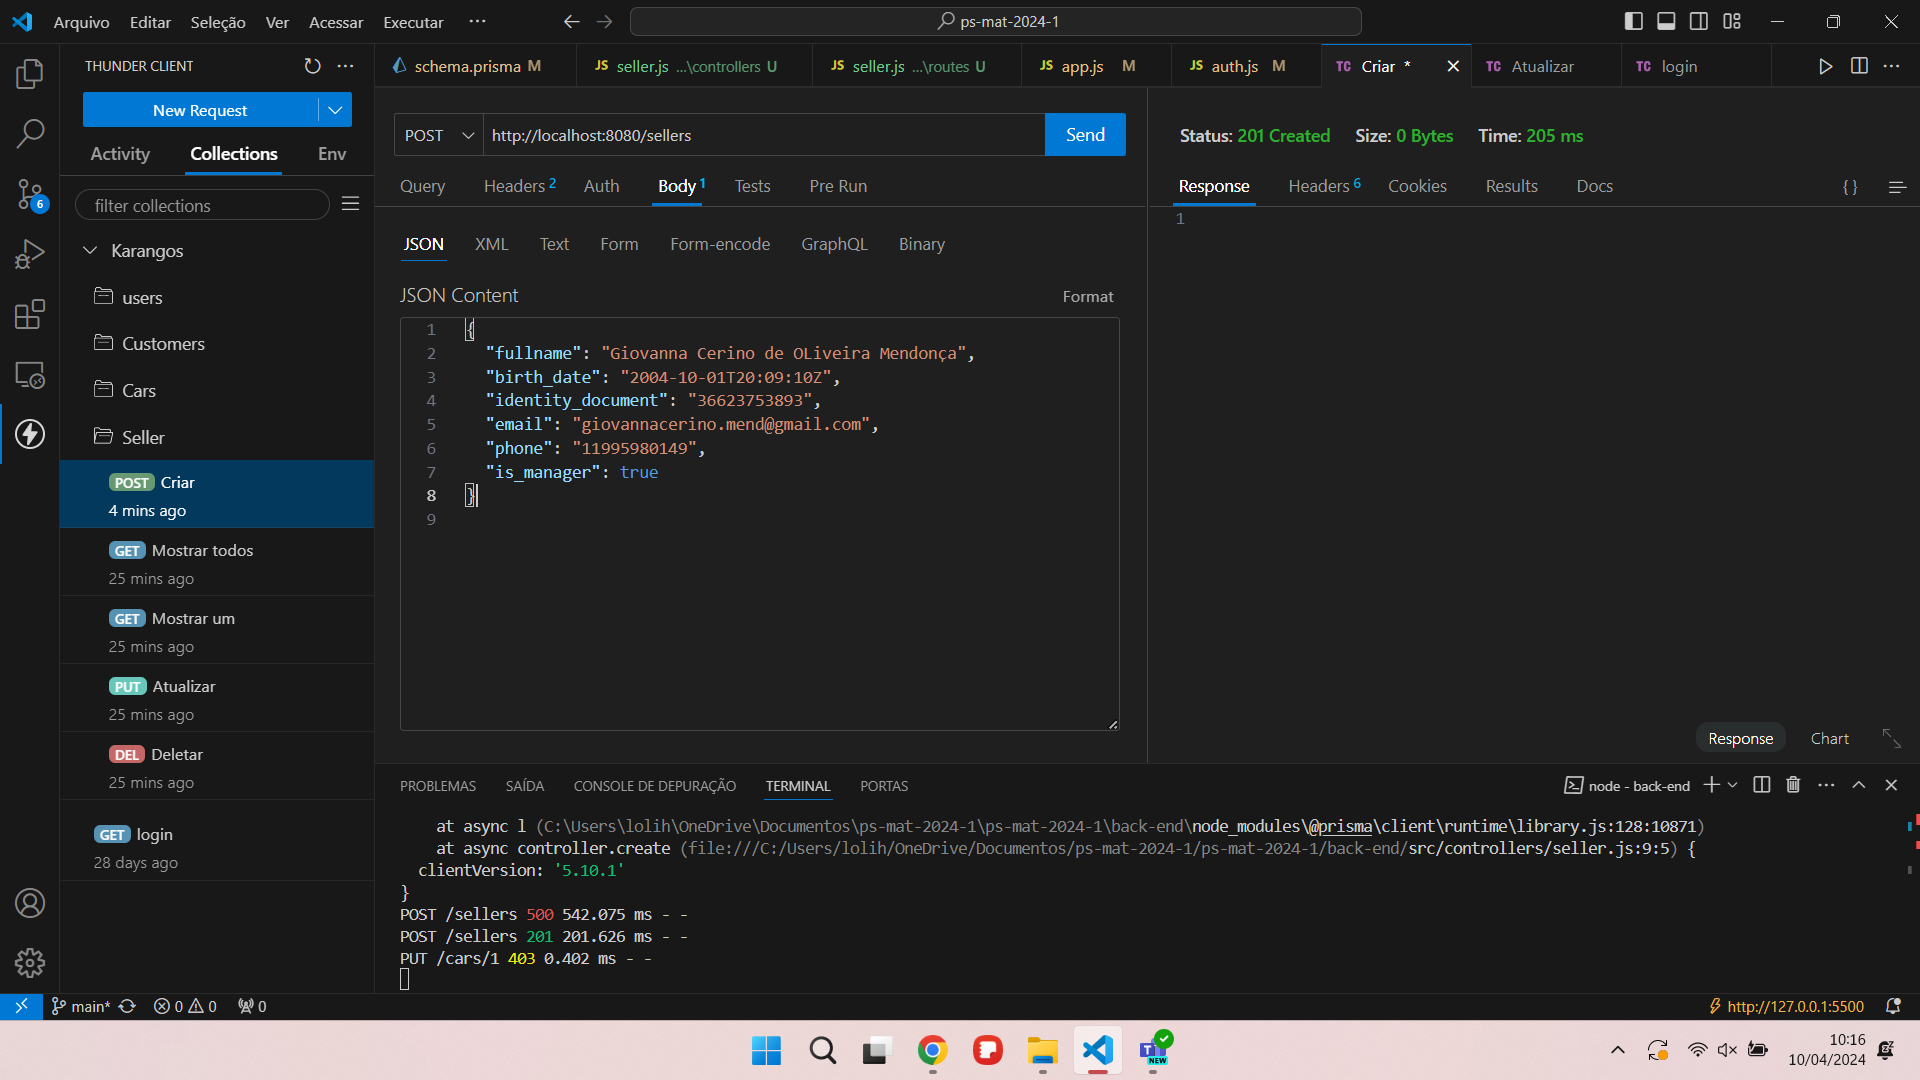 Arquivo Editar Seleção Ver Acessar Executar ··· ps-mat-2024-1
THUNDER CLIENT ···
New Request
Activity Collections Env
filter collections
Karangos
users
Customers
Cars
Seller
POST Criar
4 mins ago
GET Mostrar todos
25 mins ago
GET Mostrar um
25 mins ago
PUT Atualizar
25 mins ago
DEL Deletar
25 mins ago
GET login
28 days ago
6
schema.prisma M JS seller.js ...\controllers U JS seller.js ...\routes U JS app.js M JS auth.js M TC Criar * TC Atualizar TC login ···
POST http://localhost:8080/sellers Send
Query Headers 2 Auth Body 1 Tests Pre Run
JSON XML Text Form Form-encode GraphQL Binary
JSON Content Format
1 {
2 "fullname": "Giovanna Cerino de OLiveira Mendonça",
3 "birth_date": "2004-10-01T20:09:10Z",
4 "identity_document": "36623753893",
5 "email": "giovannacerino.mend@gmail.com",
6 "phone": "11995980149",
7 "is_manager": true
8 }
9
Status: 201 Created Size: 0 Bytes Time: 205 ms
Response Headers 6 Cookies Results Docs { }
1
Response Chart
PROBLEMAS SAÍDA CONSOLE DE DEPURAÇÃO TERMINAL PORTAS node - back-end ···
at async l (C:\Users\lolih\OneDrive\Documentos\ps-mat-2024-1\ps-mat-2024-1\back-end\node_modules\@prisma\client\runtime\library.js:128:10871)
at async controller.create (file:///C:/Users/lolih/OneDrive/Documentos/ps-mat-2024-1/ps-mat-2024-1/back-end/src/controllers/seller.js:9:5) {
clientVersion: '5.10.1'
}
POST /sellers 500 542.075 ms - -
POST /sellers 201 201.626 ms - -
PUT /cars/1 403 0.402 ms - -
main* 0 0 0 http://127.0.0.1:5500
NEW
10:16
10/04/2024